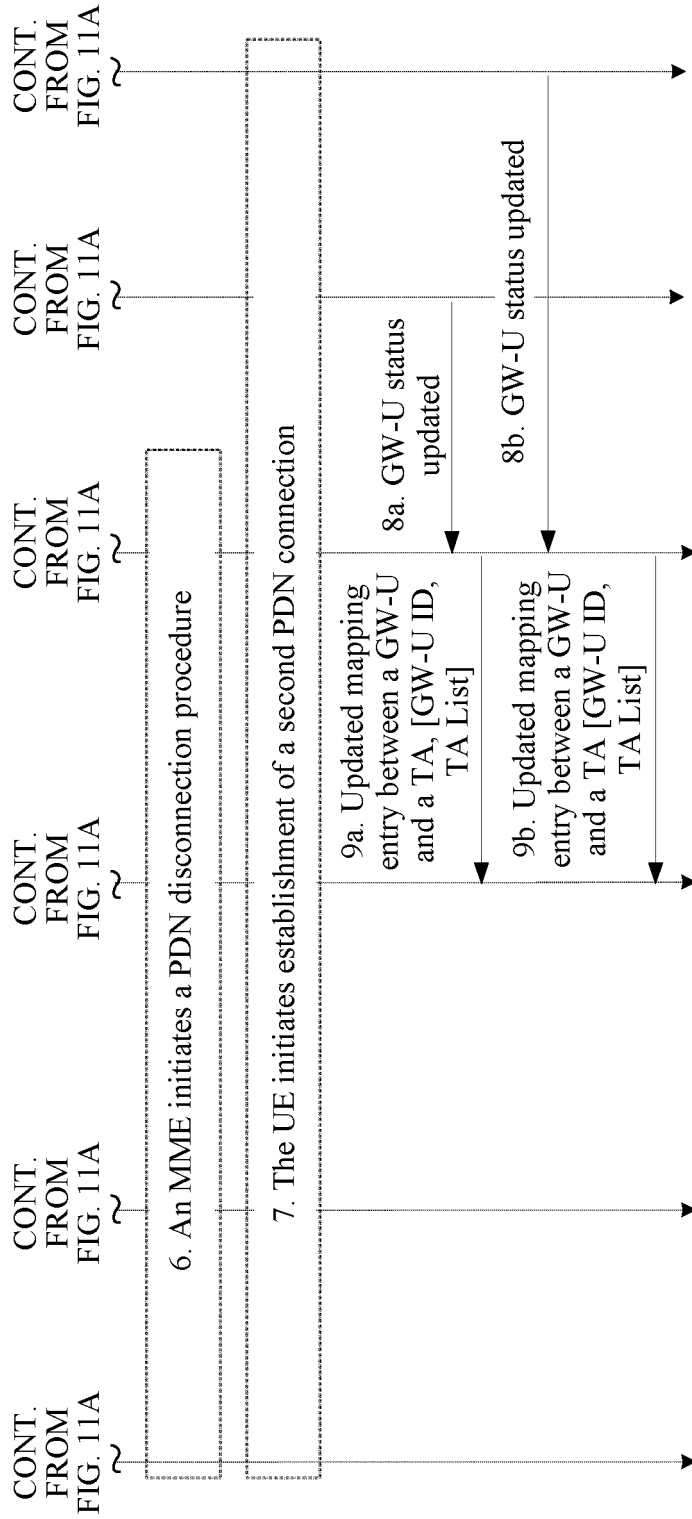 CONT.
FROM
FIG. 11A
CONT.
FROM
FIG. 11A
CONT.
FROM
FIG. 11A
CONT.
FROM
FIG. 11A
CONT.
FROM
FIG. 11A
CONT.
FROM
FIG. 11A
6. An MME initiates a PDN disconnection procedure
7. The UE initiates establishment of a second PDN connection
8a. GW-U status
updated
9a. Updated mapping
entry between a GW-U
and a TA, [GW-U ID,
TA List]
8b. GW-U status updated
9b. Updated mapping
entry between a GW-U
and a TA [GW-U ID,
TA List]